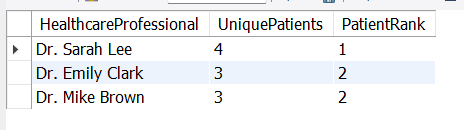 HealthcareProfessional UniquePatients PatientRank
Dr. Sarah Lee 4 1
Dr. Emily Clark 3 2
Dr. Mike Brown 3 2